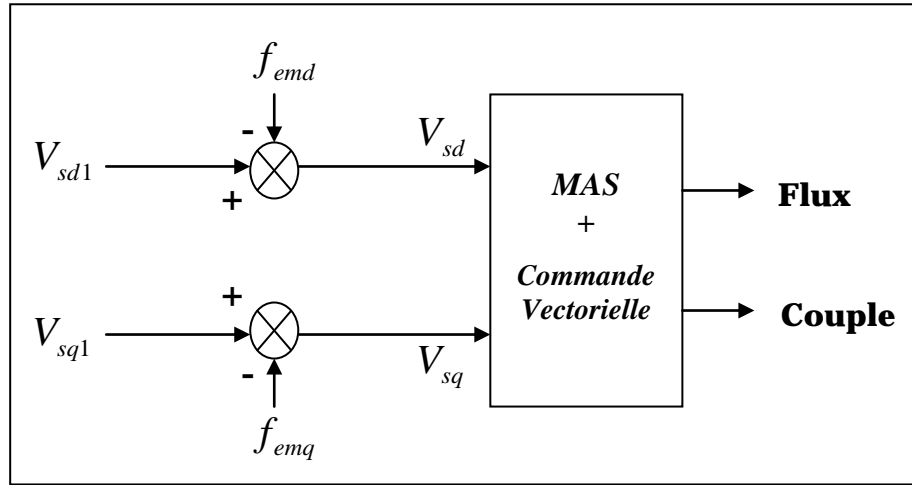 f_emd
-
V_sd1
+
V_sd
MAS
+
Commande
Vectorielle
Flux
Couple
+
V_sq1
-
V_sq
f_emq